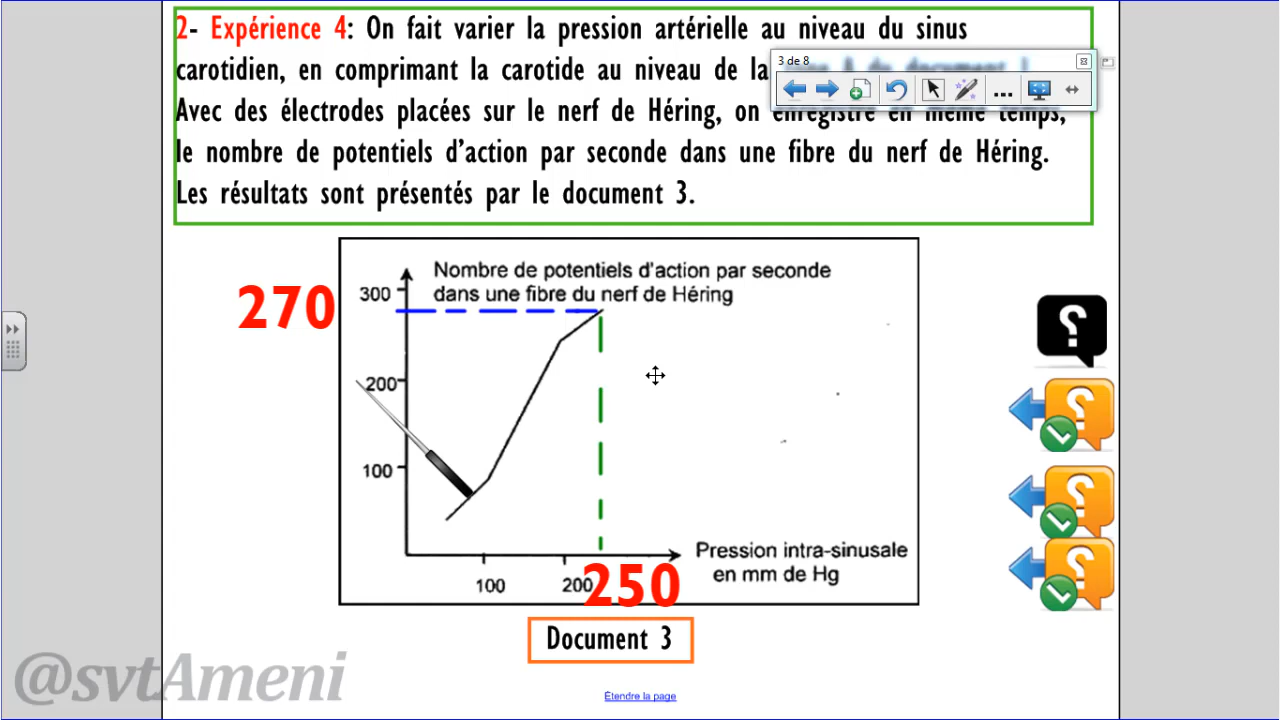 2- Expérience 4: On fait varier la pression artérielle au niveau du sinus
carotidien, en comprimant la carotide au niveau de la
Avec des électrodes placées sur le nerf de Héring, on enregistre en même temps,
le nombre de potentiels d'action par seconde dans une fibre du nerf de Héring.
Les résultats sont présentés par le document 3.
3 de 8
...
Nombre de potentiels d'action par seconde
dans une fibre du nerf de Héring
270
300
200
100
100
200
250
Pression intra-sinusale
en mm de Hg
Document 3
@svtAmeni
Étendre la page